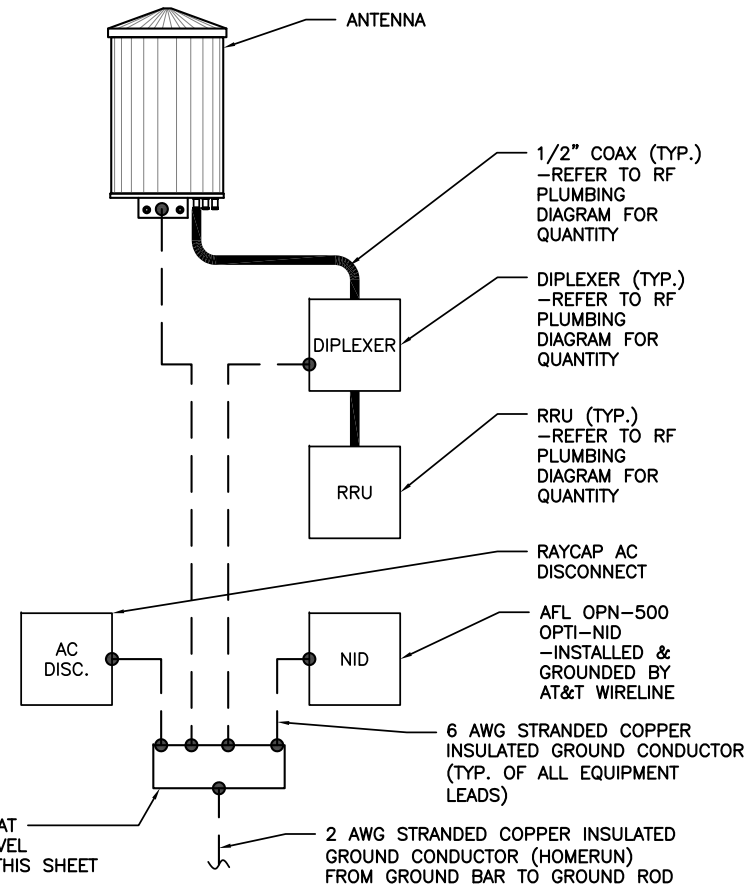 ANTENNA
1/2" COAX (TYP.)
-REFER TO RF
PLUMBING
DIAGRAM FOR
QUANTITY
DIPLEXER (TYP.)
-REFER TO RF
PLUMBING
DIAGRAM FOR
QUANTITY
DIPLEXER
RRU (TYP.)
-REFER TO RF
PLUMBING
DIAGRAM FOR
QUANTITY
RRU
RAYCAP AC
DISCONNECT
AC
DISC.
NID
AFL OPN-500
OPTI-NID
-INSTALLED &
GROUNDED BY
AT&T WIRELINE
6 AWG STRANDED COPPER
INSULATED GROUND CONDUCTOR
(TYP. OF ALL EQUIPMENT
LEADS)
AT
THIS SHEET
2 AWG STRANDED COPPER INSULATED
GROUND CONDUCTOR (HOMERUN)
FROM GROUND BAR TO GROUND ROD